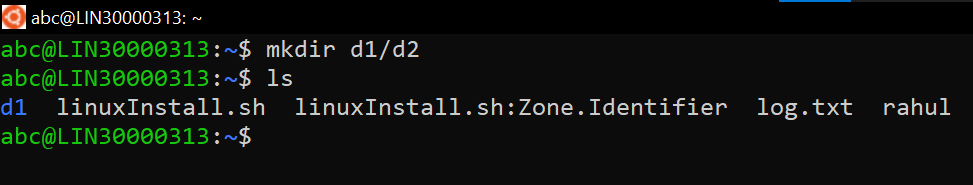 abc@LIN30000313: ~
abc@LIN30000313:~$ mkdir d1/d2
abc@LIN30000313:~$ ls
d1  linuxInstall.sh  linuxInstall.sh:Zone.Identifier  log.txt  rahul
abc@LIN30000313:~$